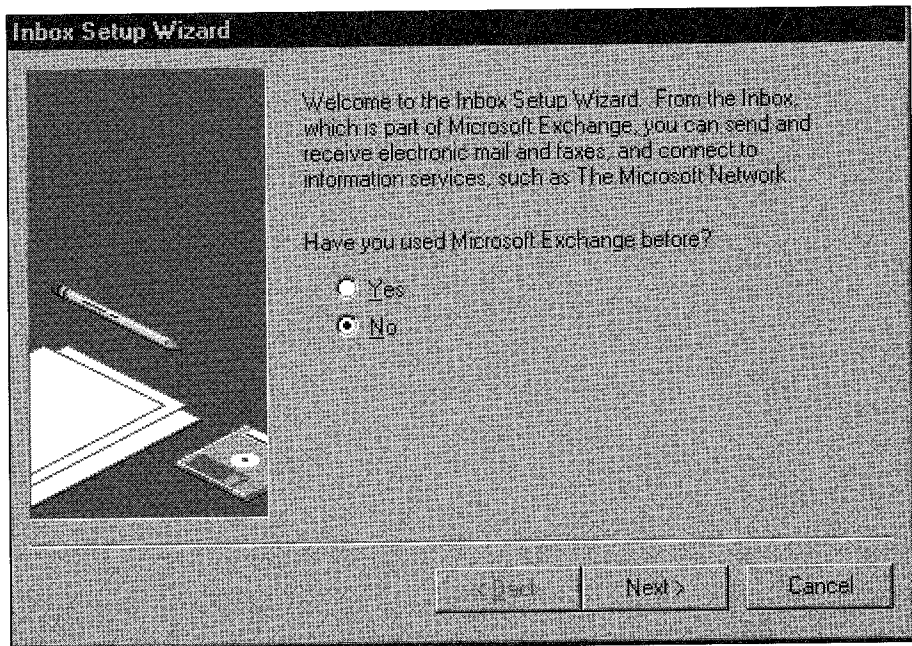 Inbox Setup Wizard
Welcome to the Inbox Setup Wizard. From the Inbox,
which is part of Microsoft Exchange, you can send and
receive electronic mail and faxes, and connect to
information services, such as The Microsoft Network.
Have you used Microsoft Exchange before?
Yes
No
< Back
Next >
Cancel